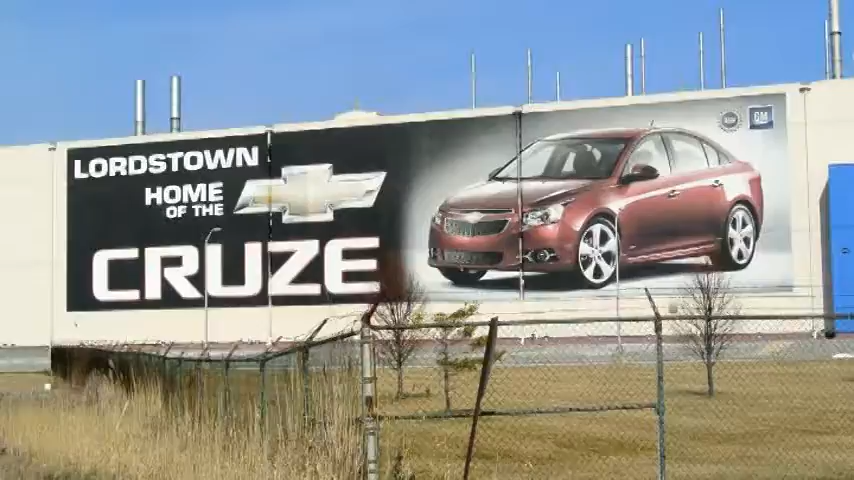 LORDSTOWN
HOME
OF THE
CRUZE
GM